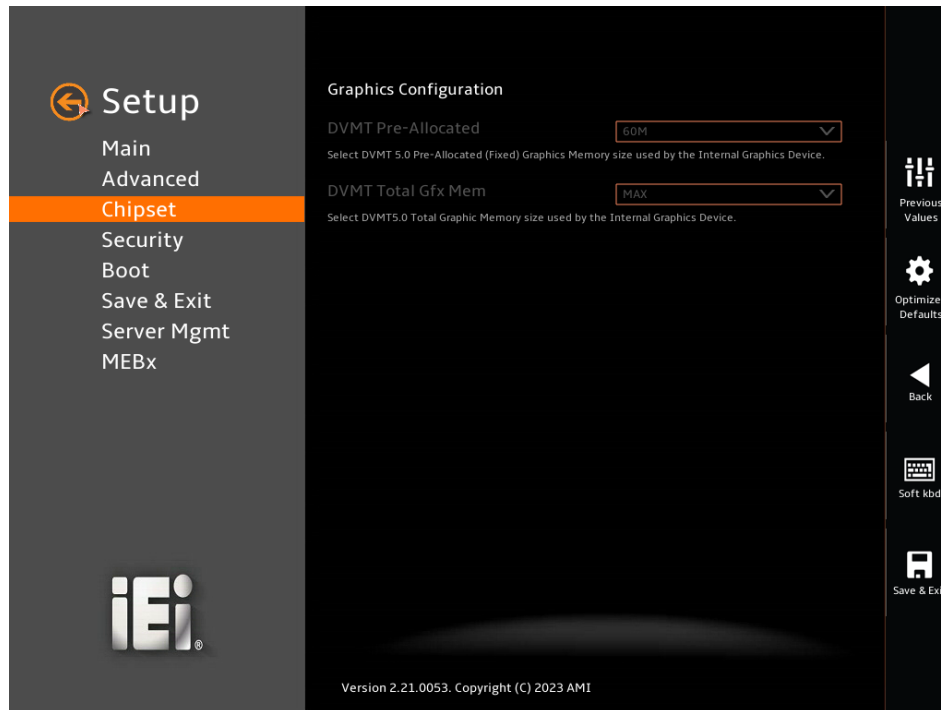 Setup
Main
Advanced
Chipset
Security
Boot
Save & Exit
Server Mgmt
MEBx
iEi®
Graphics Configuration
DVMT Pre-Allocated
60M
Select DVMT 5.0 Pre-Allocated (Fixed) Graphics Memory size used by the Internal Graphics Device.
DVMT Total Gfx Mem
MAX
Select DVMT5.0 Total Graphic Memory size used by the Internal Graphics Device.
Version 2.21.0053. Copyright (C) 2023 AMI
Previous
Values
Optimize
Defaults
Back
Soft kbd
Save & Exi